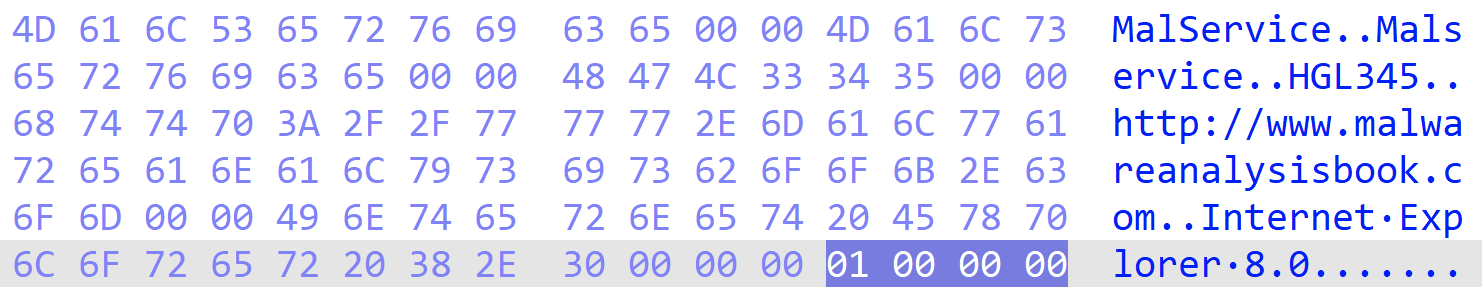 4D 61 6C 53 65 72 76 69 63 65 00 00 4D 61 6C 73 MalService..Mals
65 72 76 69 63 65 00 00 48 47 4C 33 34 35 00 00 ervice..HGL345..
68 74 74 70 3A 2F 2F 77 77 77 2E 6D 61 6C 77 61 http://www.malwa
72 65 61 6E 61 6C 79 73 69 73 62 6F 6F 6B 2E 63 reanalysisbook.c
6F 6D 00 00 49 6E 74 65 72 6E 65 74 20 45 78 70 om..Internet·Exp
6C 6F 72 65 72 20 38 2E 30 00 00 00 01 00 00 00 lorer·8.0.......